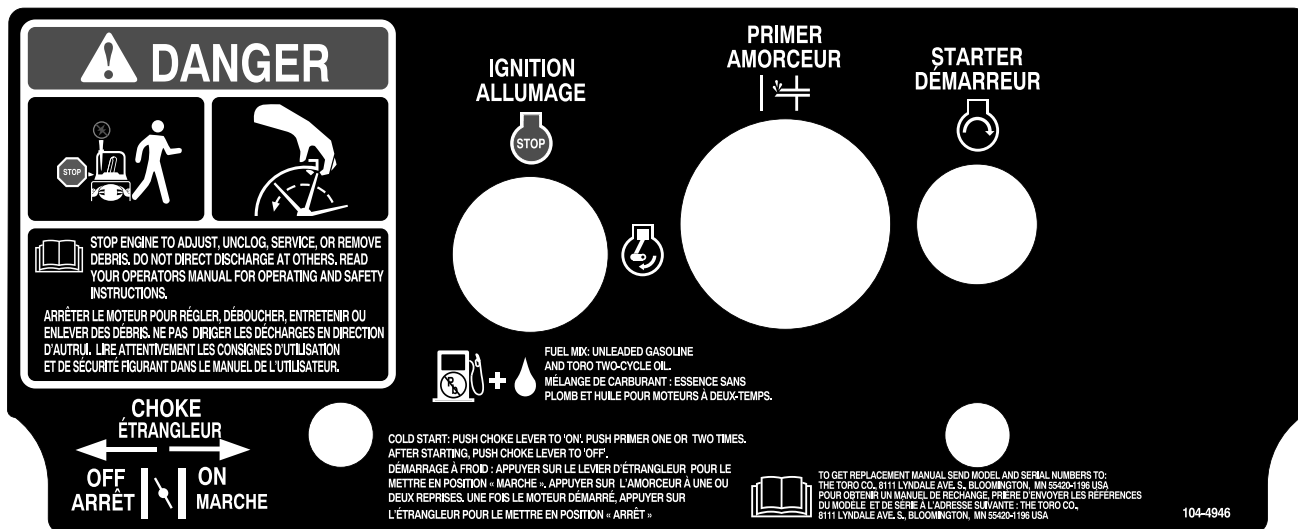 DANGER
STOP
STOP ENGINE TO ADJUST, UNCLOG, SERVICE, OR REMOVE
DEBRIS. DO NOT DIRECT DISCHARGE AT OTHERS. READ
YOUR OPERATORS MANUAL FOR OPERATING AND SAFETY
INSTRUCTIONS.
ARRÊTER LE MOTEUR POUR RÉGLER, DÉBOUCHER, ENTRETENIR OU
ENLEVER DES DÉBRIS. NE PAS DIRIGER LES DÉCHARGES EN DIRECTION
D'AUTRUI. LIRE ATTENTIVEMENT LES CONSIGNES D'UTILISATION
ET DE SÉCURITÉ FIGURANT DANS LE MANUEL DE L'UTILISATEUR.
IGNITION
ALLUMAGE
STOP
PRIMER
AMORCEUR
STARTER
DÉMARREUR
Pb
FUEL MIX: UNLEADED GASOLINE
AND TORO TWO-CYCLE OIL.
MÉLANGE DE CARBURANT : ESSENCE SANS
PLOMB ET HUILE POUR MOTEURS À DEUX-TEMPS.
CHOKE
ÉTRANGLEUR
OFF
ARRÊT
ON
MARCHE
COLD START: PUSH CHOKE LEVER TO 'ON'. PUSH PRIMER ONE OR TWO TIMES.
AFTER STARTING, PUSH CHOKE LEVER TO 'OFF'.
DÉMARRAGE À FROID : APPUYER SUR LE LEVIER D'ÉTRANGLEUR POUR LE
METTRE EN POSITION « MARCHE ». APPUYER SUR L'AMORCEUR À UNE OU
DEUX REPRISES. UNE FOIS LE MOTEUR DÉMARRÉ, APPUYER SUR
L'ÉTRANGLEUR POUR LE METTRE EN POSITION « ARRÊT »
TO GET REPLACEMENT MANUAL SEND MODEL AND SERIAL NUMBERS TO:
THE TORO CO.. 8111 LYNDALE AVE. S., BLOOMINGTON, MN 55420-1196 USA
POUR OBTENIR UN MANUEL DE RECHANGE, PRIÈRE D'ENVOYER LES RÉFÉRENCES
DU MODÈLE ET DE SÉRIE À L'ADRESSE SUIVANTE : THE TORO CO.,
8111 LYNDALE AVE. S., BLOOMINGTON, MN 55420-1196 USA
104-4946